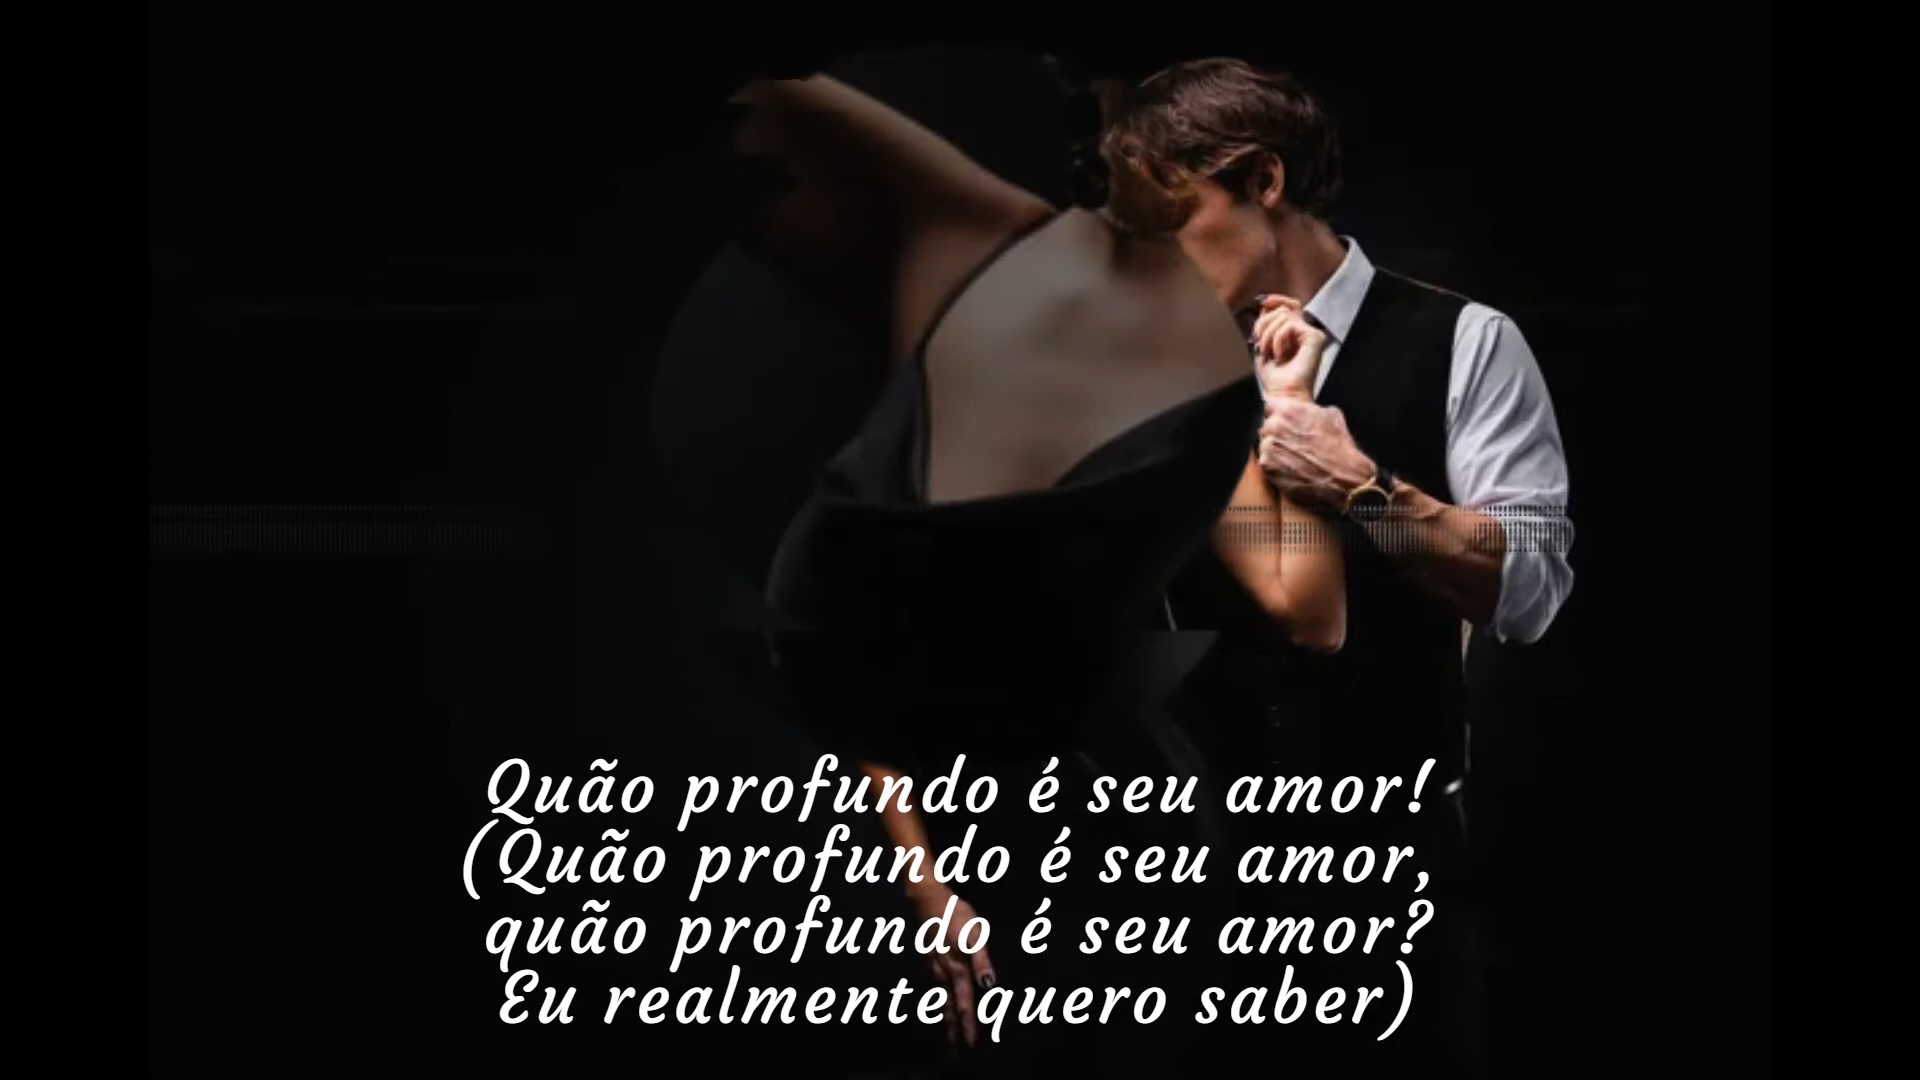 Quão profundo é seu amor!
(Quão profundo é seu amor,
quão profundo é seu amor?
Eu realmente quero saber)